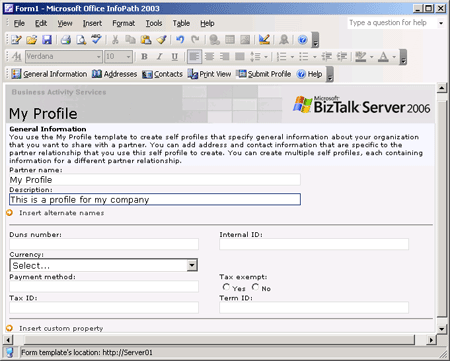 Form1 - Microsoft Office InfoPath 2003
File Edit View Insert Format Tools Table Help Type a question for help
Verdana 10 B I U
General Information Addresses Contacts Print View Submit Profile Help
Business Activity Services
My Profile
Microsoft
BizTalk Server 2006
General Information
You use the My Profile template to create self profiles that specify general information about your organization
that you want to share with a partner. You can add address and contact information that are specific to the
partner relationship that you use this self profile to create. You can create multiple self profiles, each containing
information for a different partner relationship.
Partner name:
My Profile
Description:
This is a profile for my company
Insert alternate names
Duns number: Internal ID:
Currency:
Select...
Payment method: Tax exempt:
Yes No
Tax ID: Term ID:
Insert custom property
Form template's location: http://Server01